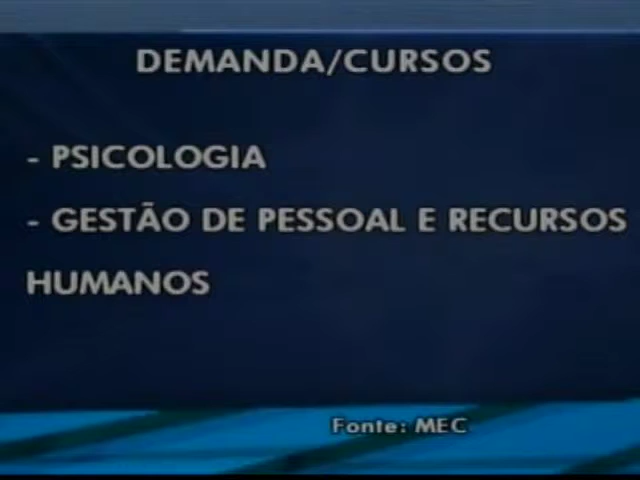 DEMANDA/CURSOS
- PSICOLOGIA
- GESTÃO DE PESSOAL E RECURSOS
HUMANOS
Fonte: MEC